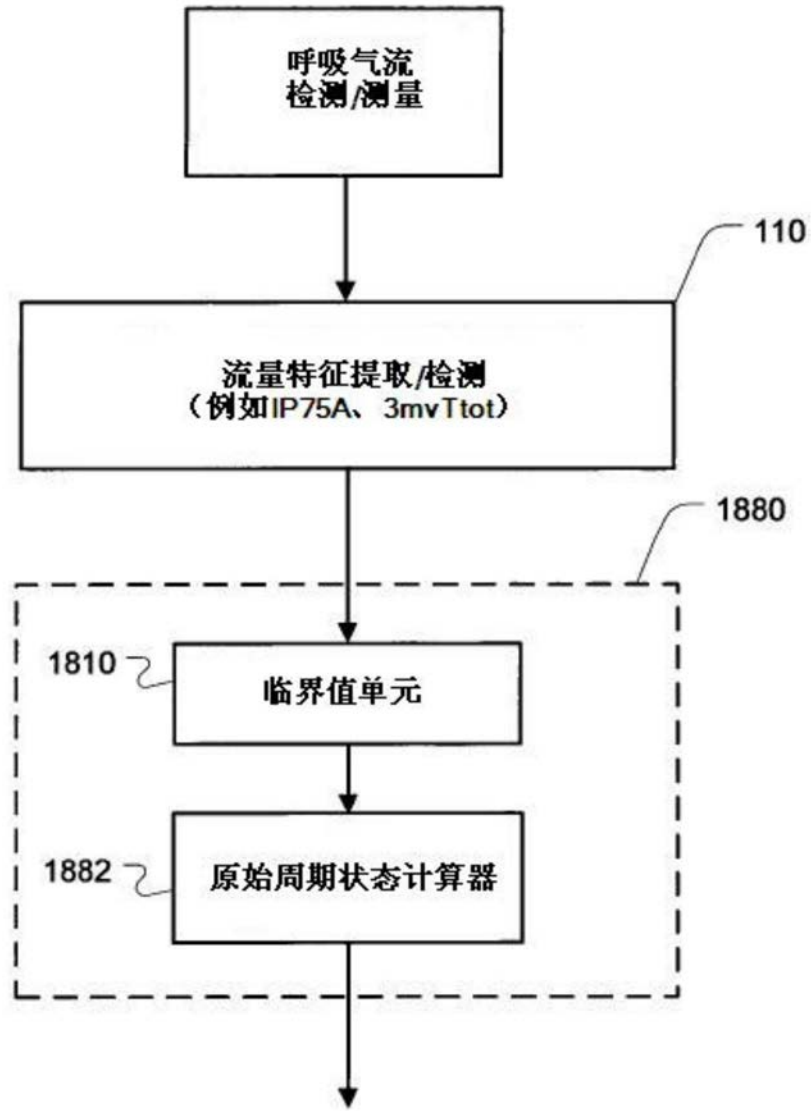 呼吸气流
检测/测量
110
流量特征提取/检测
（例如IP75A、3mvTtot）
1880
1810
临界值单元
1882
原始周期状态计算器